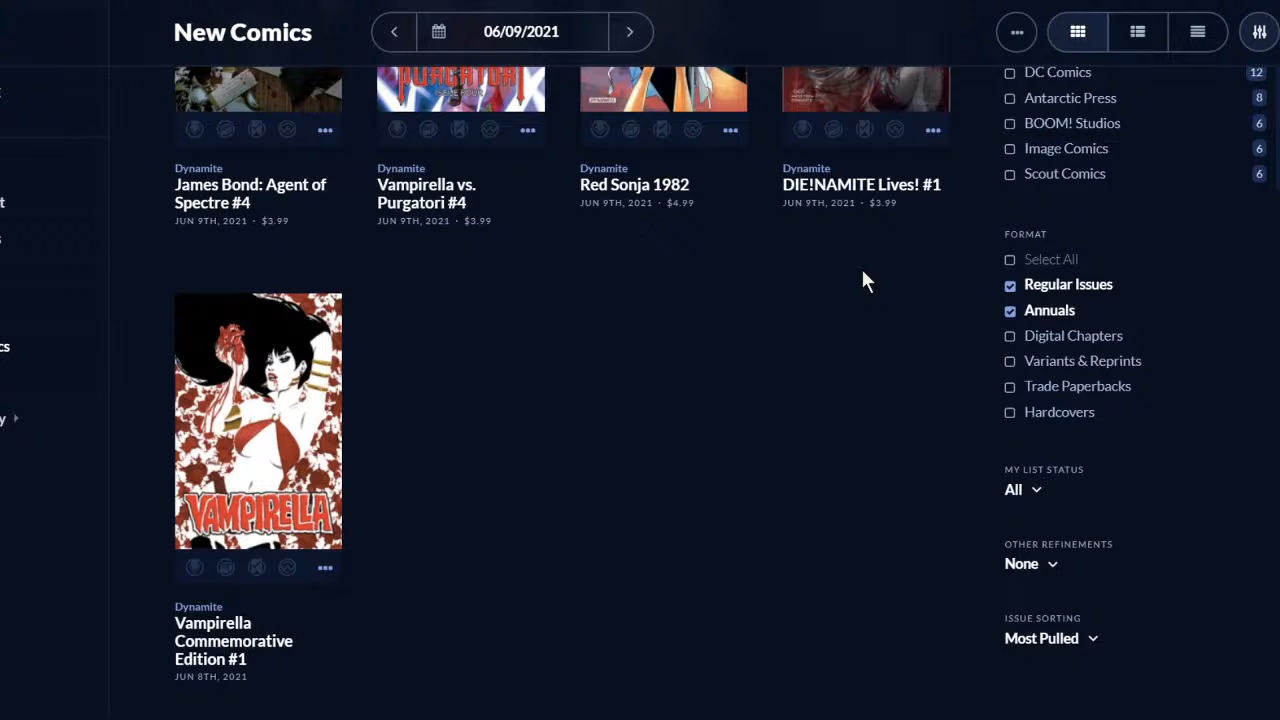 New Comics
06/09/2021
PURGATORI
ISSUE FOUR
Dynamite
James Bond: Agent of
Spectre #4
JUN 9TH, 2021 · $3.99
Dynamite
Vampirella vs.
Purgatori #4
JUN 9TH, 2021 · $3.99
Dynamite
Red Sonja 1982
JUN 9TH, 2021 · $4.99
Dynamite
DIE!NAMITE Lives! #1
JUN 9TH, 2021 · $3.99
VAMPIRELLA
Dynamite
Vampirella
Commemorative
Edition #1
JUN 8TH, 2021
DC Comics 12
Antarctic Press 8
BOOM! Studios 6
Image Comics 6
Scout Comics 6
FORMAT
Select All
Regular Issues
Annuals
Digital Chapters
Variants & Reprints
Trade Paperbacks
Hardcovers
MY LIST STATUS
All
OTHER REFINEMENTS
None
ISSUE SORTING
Most Pulled